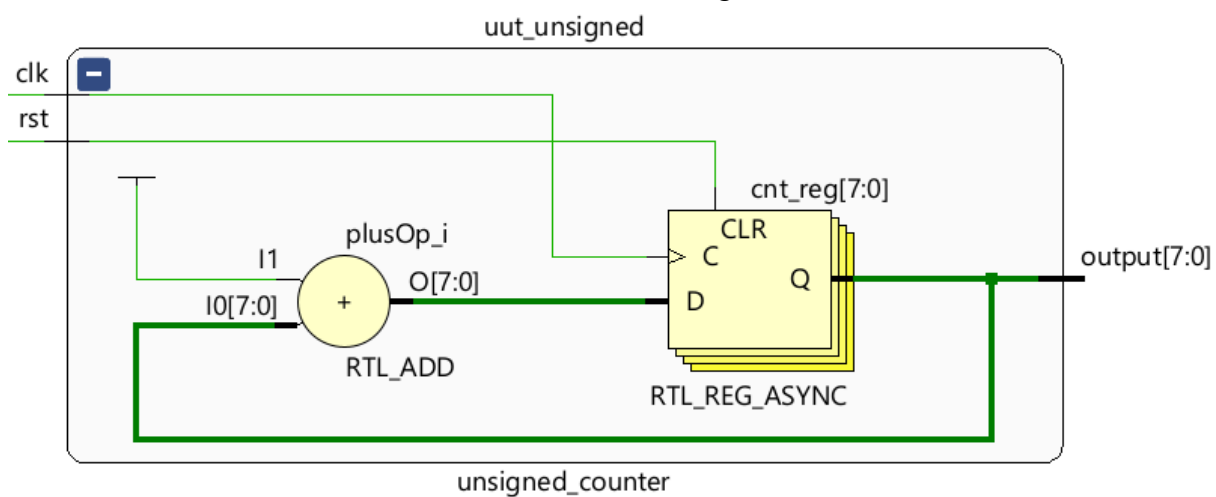 uut_unsigned
clk
rst
cnt_reg[7:0]
CLR
plusOp_i
I1
C
output[7:0]
O[7:0]
Q
I0[7:0]
+
D
RTL_ADD
RTL_REG_ASYNC
unsigned_counter